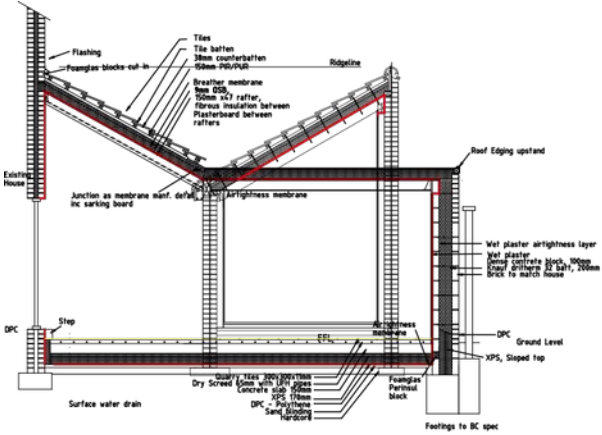 Tiles
Tile batten
Flashing
38mm counterbatten
Foamglas blocks cut in
150mm PIR/PUR
Ridgeline
Breather membrane
9mm OSB,
150mm x47 rafter,
fibrous insulation between
Plasterboard between
rafters
Roof Edging upstand
Existing
House
Junction as membrane manf. detail
inc sarking board
Airtightness membrane
Wet plaster airtightness layer
Wet plaster
Dense concrete block, 100mm
Knauf dritherm 32 batt, 200mm
Brick to match house
DPC
Step
Airtightness
membrane
DPC
Ground Level
XPS, Sloped top
Quarry tiles 300x300x11mm
Dry Screed 65mm with UFH pipes
Concrete slab 150mm
XPS 170mm
DPC - Polythene
Sand blinding
Hardcore
Foamglas
Perinsul
block
Surface water drain
Footings to BC spec